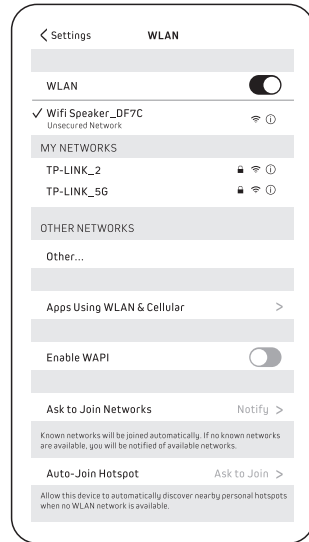 Settings WLAN
WLAN
Wifi Speaker_DF7C
Unsecured Network
MY NETWORKS
TP-LINK_2
TP-LINK_5G
OTHER NETWORKS
Other...
Apps Using WLAN & Cellular
Enable WAPI
Ask to Join Networks Notify
Known networks will be joined automatically. If no known networks
are available, you will be notified of available networks.
Auto-Join Hotspot Ask to Join
Allow this device to automatically discover nearby personal hotspots
when no WLAN network is available.